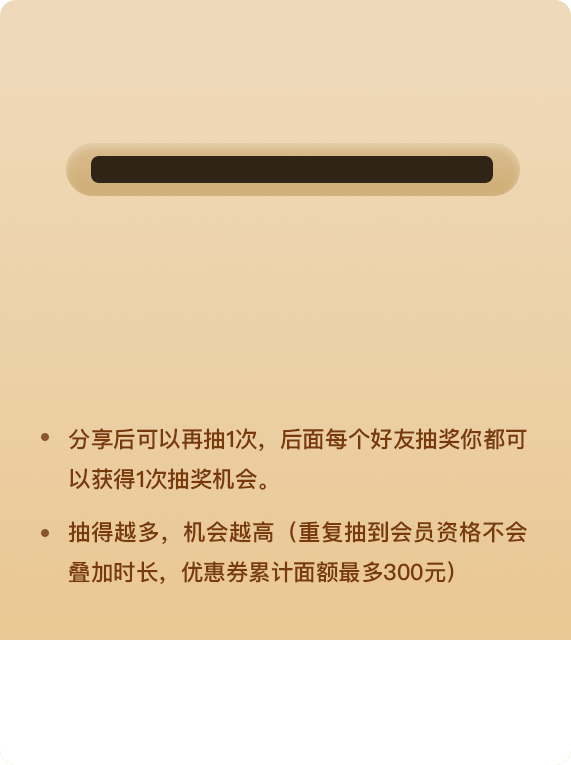 分享后可以再抽1次，后面每个好友抽奖你都可
以获得1次抽奖机会。
抽得越多，机会越高（重复抽到会员资格不会
叠加时长，优惠券累计面额最多300元）